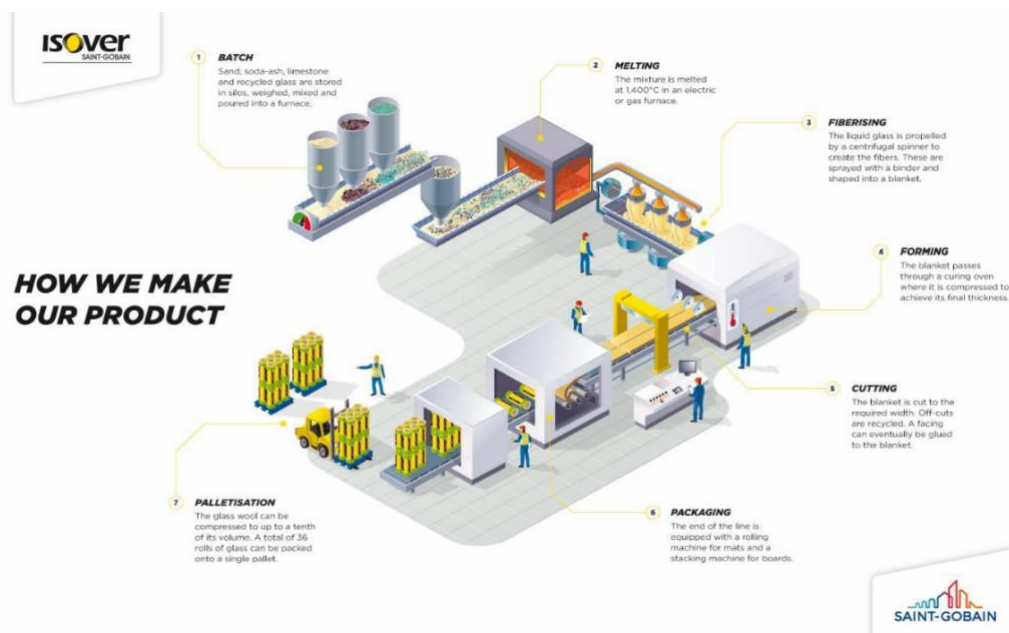 ISOVER
SAINT-GOBAIN
1
BATCH
Sand, soda-ash, limestone
and recycled glass are stored
in silos, weighed, mixed and
poured into a furnace.
2
MELTING
The mixture is melted
at 1,400°C in an electric
or gas furnace.
3
FIBERISING
The liquid glass is propelled
by a centrifugal spinner to
create the fibers. These are
sprayed with a binder and
shaped into a blanket.
4
FORMING
The blanket passes
through a curing oven
where it is compressed to
achieve its final thickness.
HOW WE MAKE
OUR PRODUCT
5
CUTTING
The blanket is cut to the
required width. Off-cuts
are recycled. A facing
can eventually be glued
to the blanket.
6
PACKAGING
The end of the line is
equipped with a rolling
machine for mats and a
stacking machine for boards.
7
PALLETISATION
The glass wool can be
compressed to up to a tenth
of its volume. A total of 36
rolls of glass can be packed
onto a single pallet.
SAINT-GOBAIN